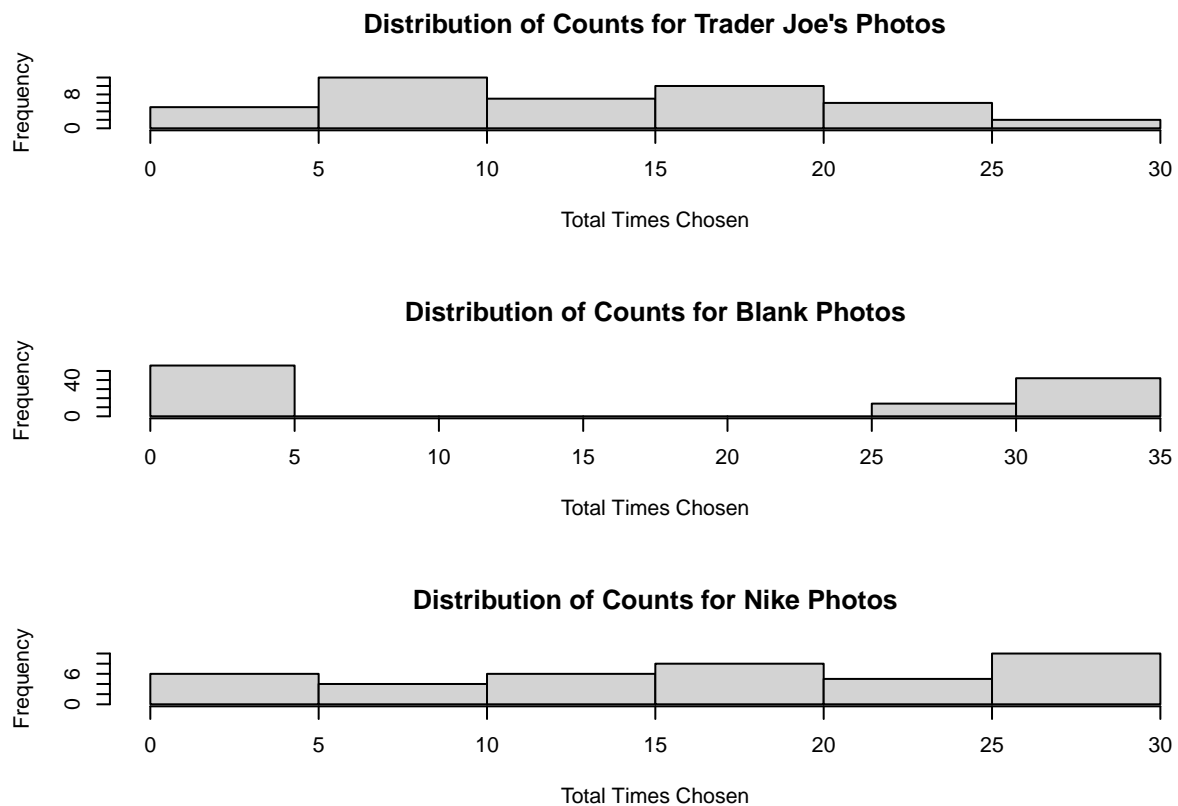 Distribution of Counts for Trader Joe's Photos
Frequency
0 8
0 5 10 15 20 25 30
Total Times Chosen
Distribution of Counts for Blank Photos
Frequency
0 40
0 5 10 15 20 25 30 35
Total Times Chosen
Distribution of Counts for Nike Photos
Frequency
0 6
0 5 10 15 20 25 30
Total Times Chosen